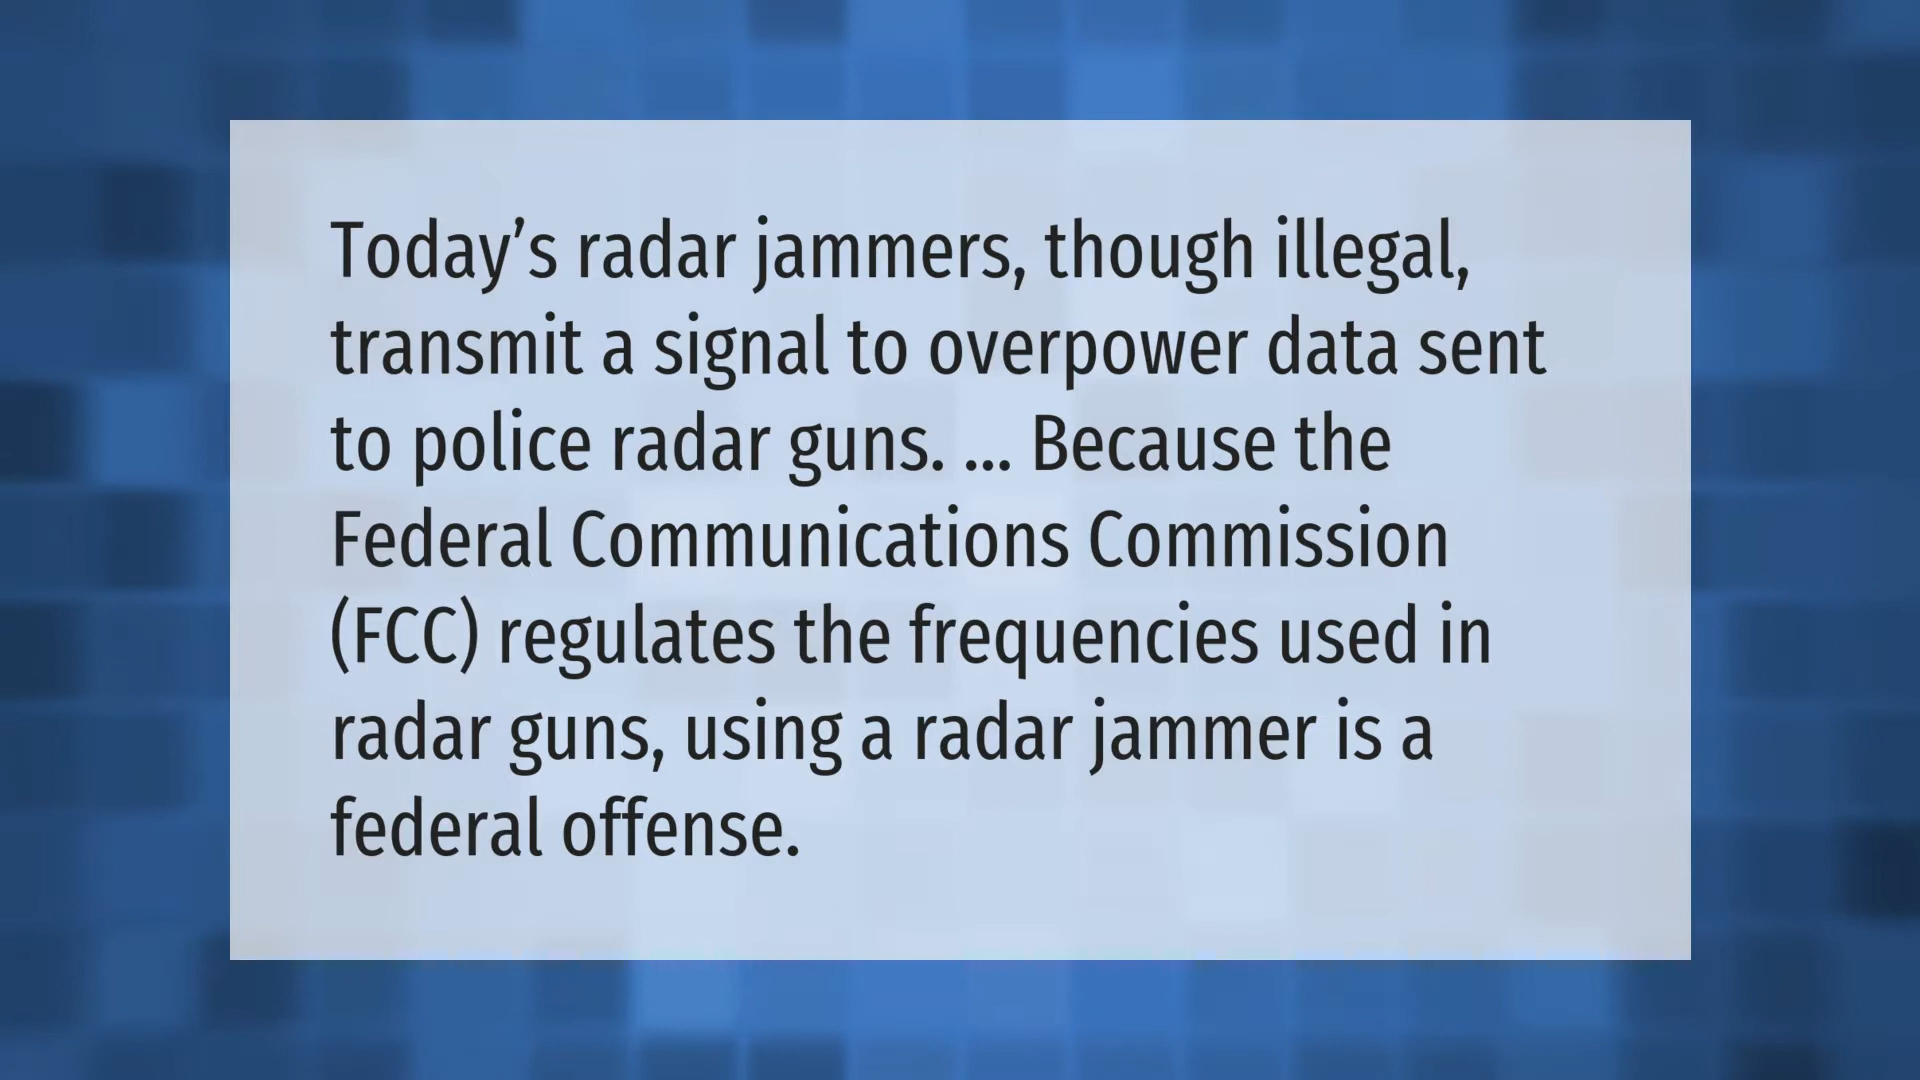 Today’s radar jammers, though illegal,
transmit a signal to overpower data sent
to police radar guns. ... Because the
Federal Communications Commission
(FCC) regulates the frequencies used in
radar guns, using a radar jammer is a
federal offense.